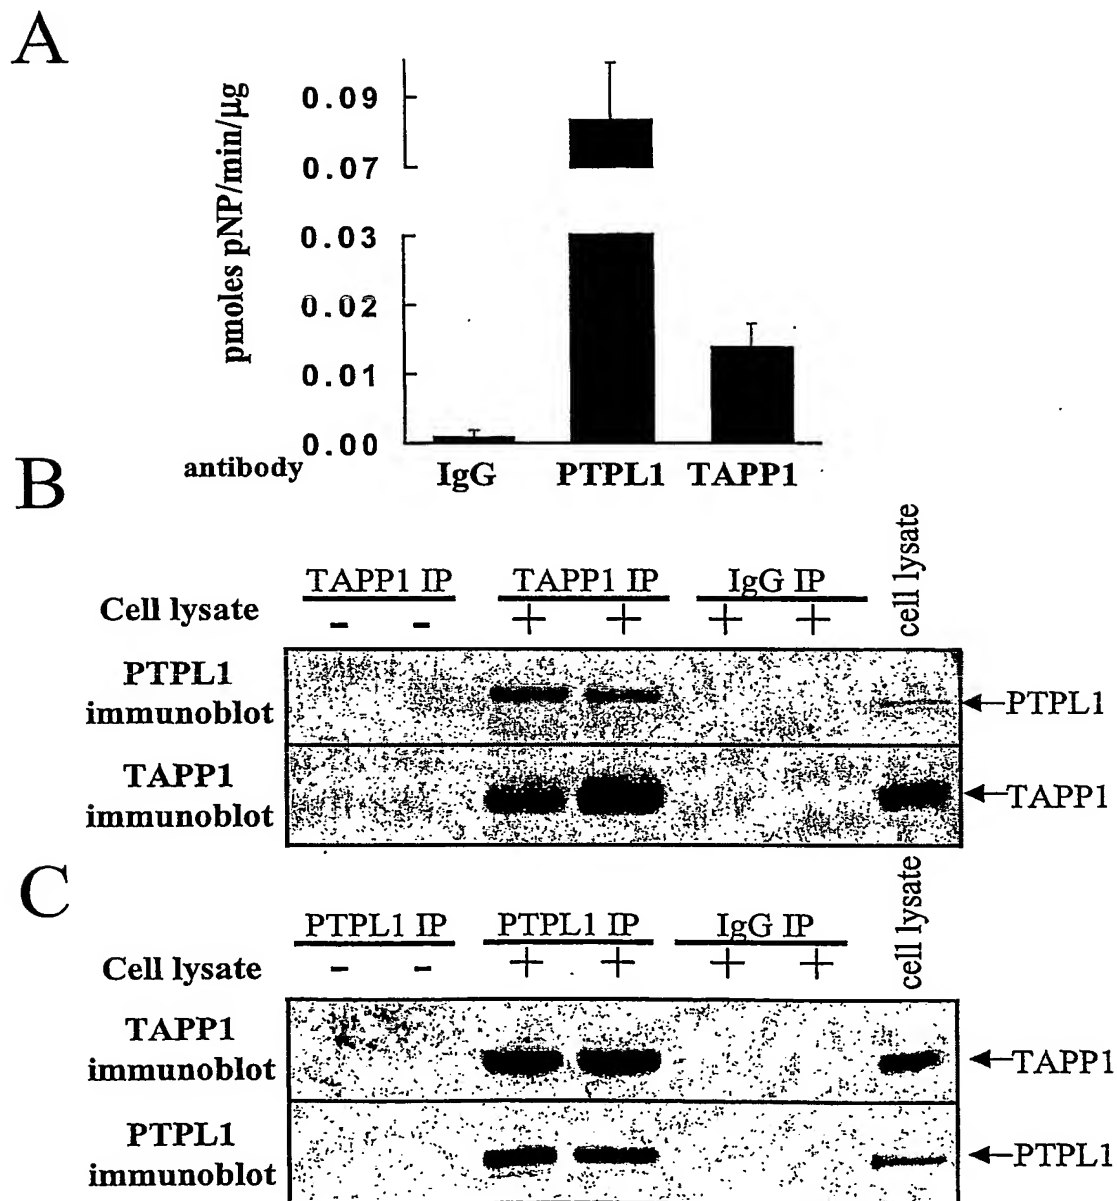 A
pmoles pNP/min/µg
0.09
0.07
0.03
0.02
0.01
0.00
antibody IgG PTPL1 TAPP1
B
TAPP1 IP TAPP1 IP IgG IP cell lysate
Cell lysate - - + + + +
PTPL1
immunoblot
PTPL1
TAPP1
immunoblot
TAPP1
C
PTPL1 IP PTPL1 IP IgG IP cell lysate
Cell lysate - - + + + +
TAPP1
immunoblot
TAPP1
PTPL1
immunoblot
PTPL1